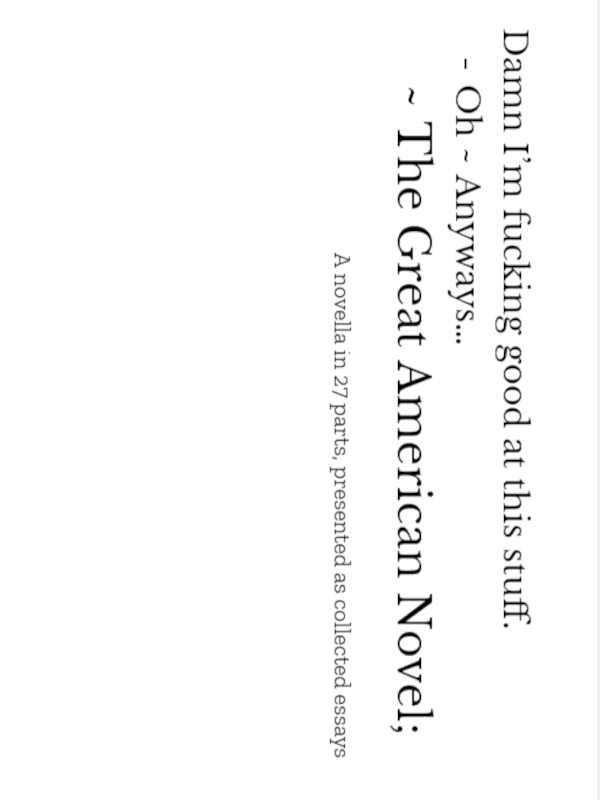 Damn I’m fucking good at this stuff.
- Oh ~ Anyways...
~ The Great American Novel;
A novella in 27 parts, presented as collected essays